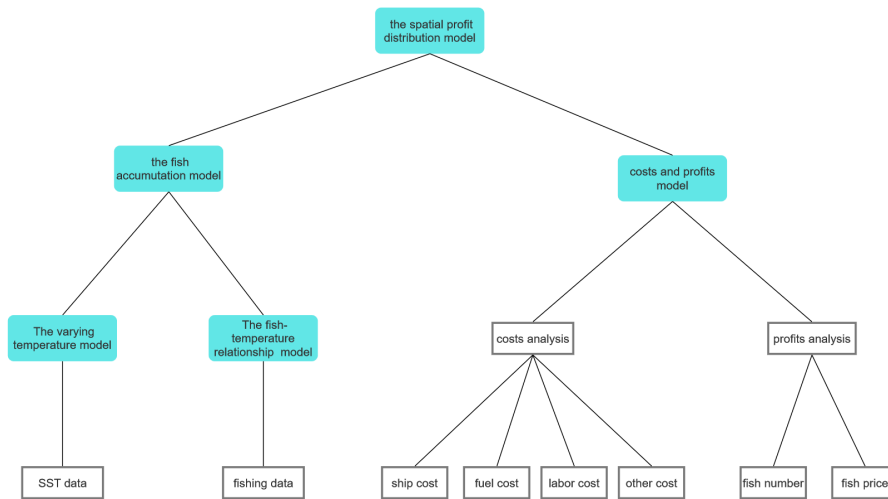 the spatial profit
distribution model
the fish
accumutation model
costs and profits
model
The varying
temperature model
The fish-
temperature
relationship model
costs analysis
profits analysis
SST data
fishing data
ship cost
fuel cost
labor cost
other cost
fish number
fish price